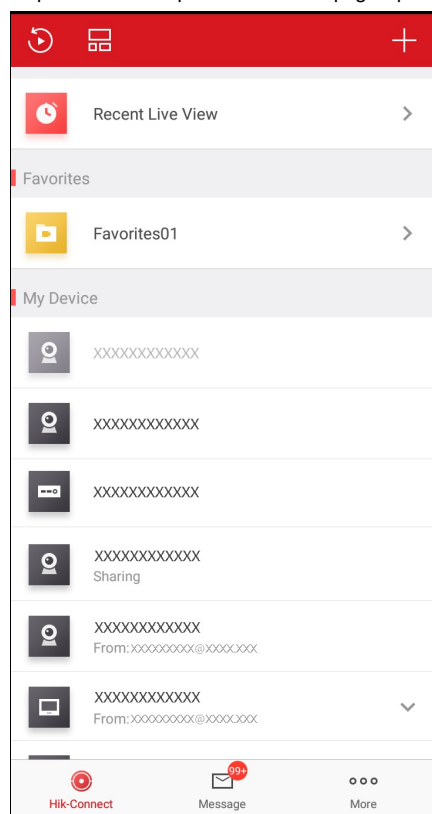 Recent Live View
Favorites
Favorites01
My Device
XXXXXXXXXXXX
XXXXXXXXXXXX
XXXXXXXXXXXX
XXXXXXXXXXXX
Sharing
XXXXXXXXXXXX
From:XXXXXXXXX@XXXX.XXX
XXXXXXXXXXXX
From:XXXXXXXXX@XXXX.XXX
99+
Hik-Connect
Message
More